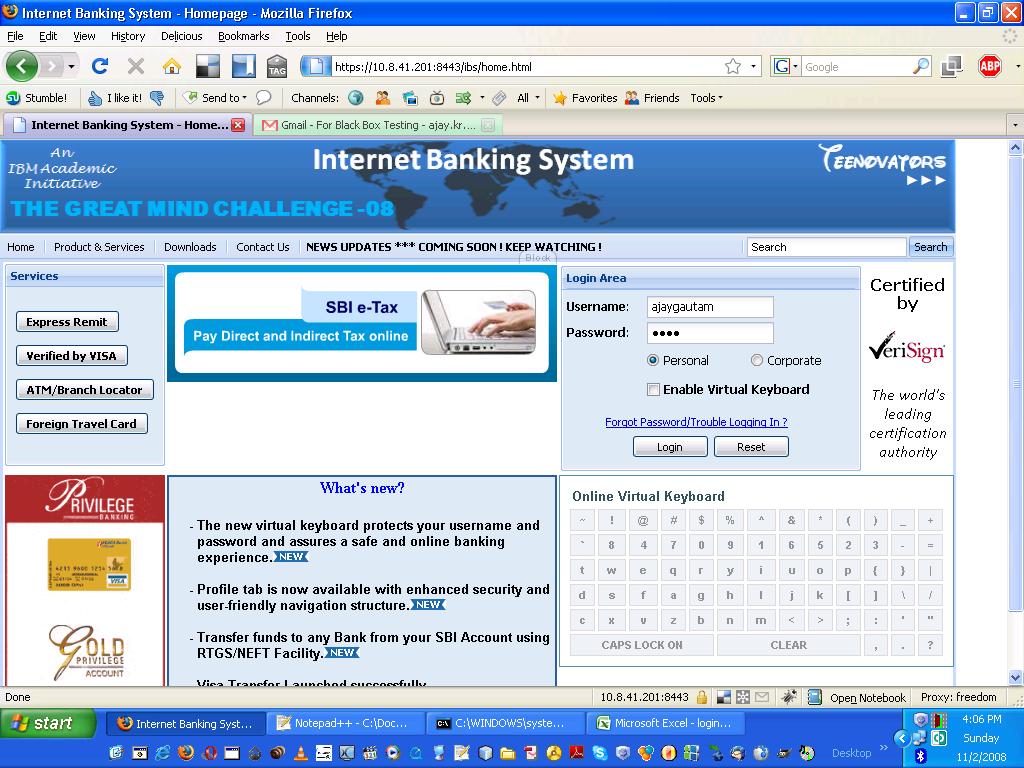 Internet Banking System - Homepage - Mozilla Firefox
File Edit View History Delicious Bookmarks Tools Help
TAG https://10.8.41.201:8443/ibs/home.html G Google ABP
Stumble! I like it! Send to Channels: All Favorites Friends Tools
Internet Banking System - Home... Gmail - For Black Box Testing - ajay.kr....
An
IBM Academic
Initiative
Internet Banking System
TEENOVATORS
THE GREAT MIND CHALLENGE -08
Home Product & Services Downloads Contact Us NEWS UPDATES *** COMING SOON ! KEEP WATCHING ! Search Search
Block
Services
Express Remit
Verified by VISA
ATM/Branch Locator
Foreign Travel Card
SBI e-Tax
Pay Direct and Indirect Tax online
Login Area
Username: ajaygautam
Password: ●●●●
Personal Corporate
Enable Virtual Keyboard
Forgot Password/Trouble Logging In ?
Login Reset
Certified
by
VeriSign
The world's
leading
certification
authority
PRIVILEGE
BANKING
VISA
GOLD
PRIVILEGE
ACCOUNT
What's new?
- The new virtual keyboard protects your username and
password and assures a safe and online banking
experience. NEW
- Profile tab is now available with enhanced security and
user-friendly navigation structure. NEW
- Transfer funds to any Bank from your SBI Account using
RTGS/NEFT Facility. NEW
Visa Transfer Launched successfully
Online Virtual Keyboard
~ ! @ # $ % ^ & * ( ) _ +
` 8 4 7 0 9 1 6 5 2 3 - =
t w e q r y i u o p { } |
d s f a g h l j k [ ] \ /
c x v z b n m < > ; : ' "
CAPS LOCK ON CLEAR , . ?
Done 10.8.41.201:8443 Open Notebook Proxy: freedom
start Internet Banking Syst... Notepad++ - C:\Doc... C:\WINDOWS\syste... Microsoft Excel - login...
4:06 PM
Sunday
11/2/2008
Desktop »